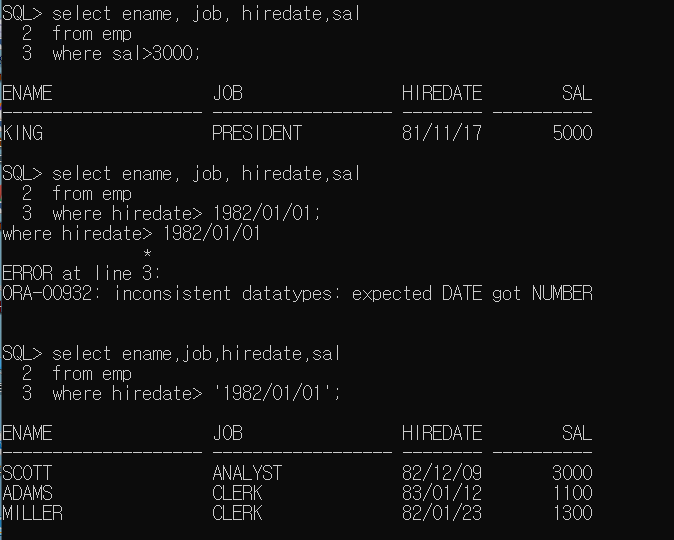 SQL> select ename, job, hiredate,sal
  2  from emp
  3  where sal>3000;
ENAME                JOB                HIREDATE        SAL
-------------------- ------------------ -------- ----------
KING                 PRESIDENT          81/11/17       5000
SQL> select ename, job, hiredate,sal
  2  from emp
  3  where hiredate> 1982/01/01;
where hiredate> 1982/01/01
              *
ERROR at line 3:
ORA-00932: inconsistent datatypes: expected DATE got NUMBER
SQL> select ename,job,hiredate,sal
  2  from emp
  3  where hiredate> '1982/01/01';
ENAME                JOB                HIREDATE        SAL
-------------------- ------------------ -------- ----------
SCOTT                ANALYST            82/12/09       3000
ADAMS                CLERK              83/01/12       1100
MILLER               CLERK              82/01/23       1300